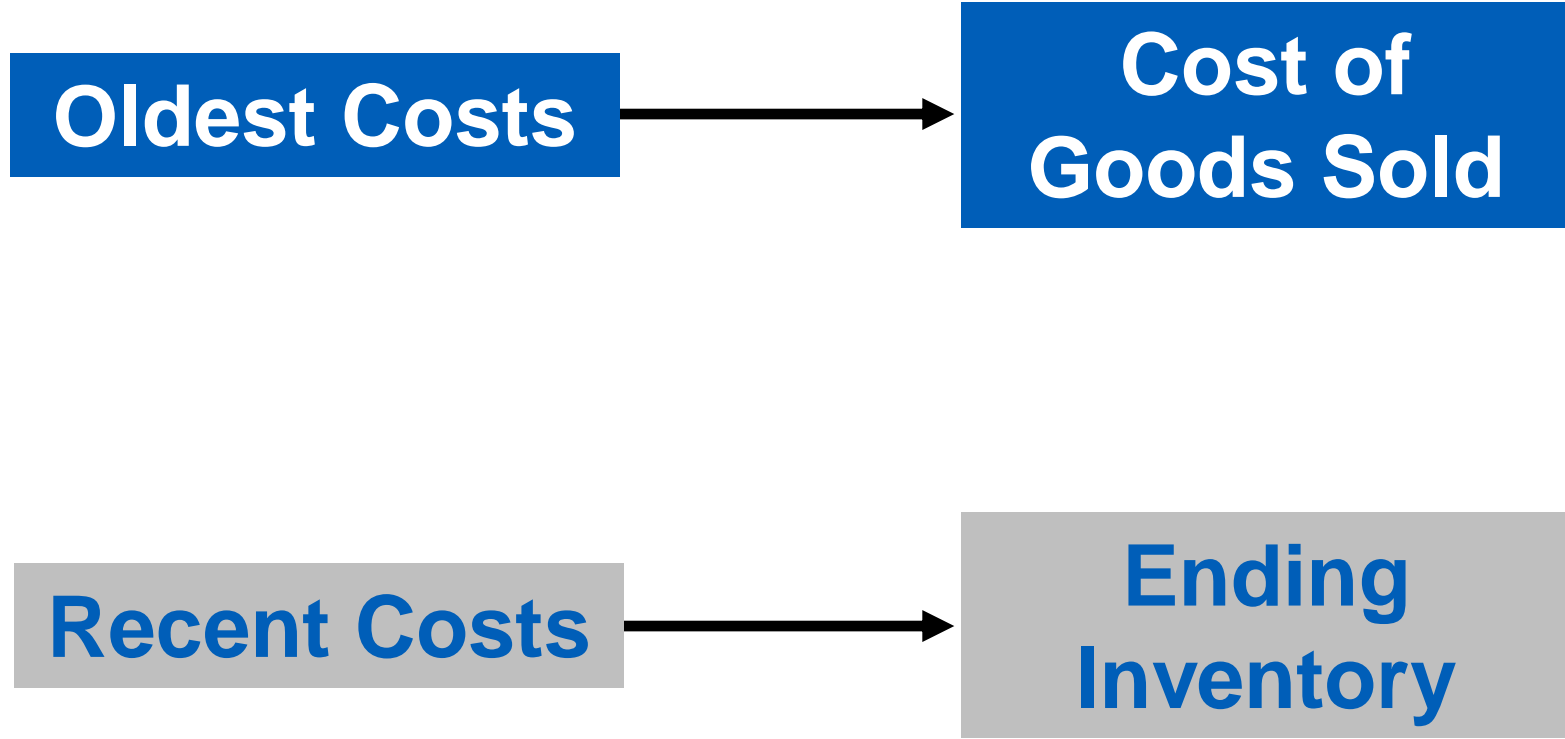 Oldest Costs
Cost of
Goods Sold
Recent Costs
Ending
Inventory